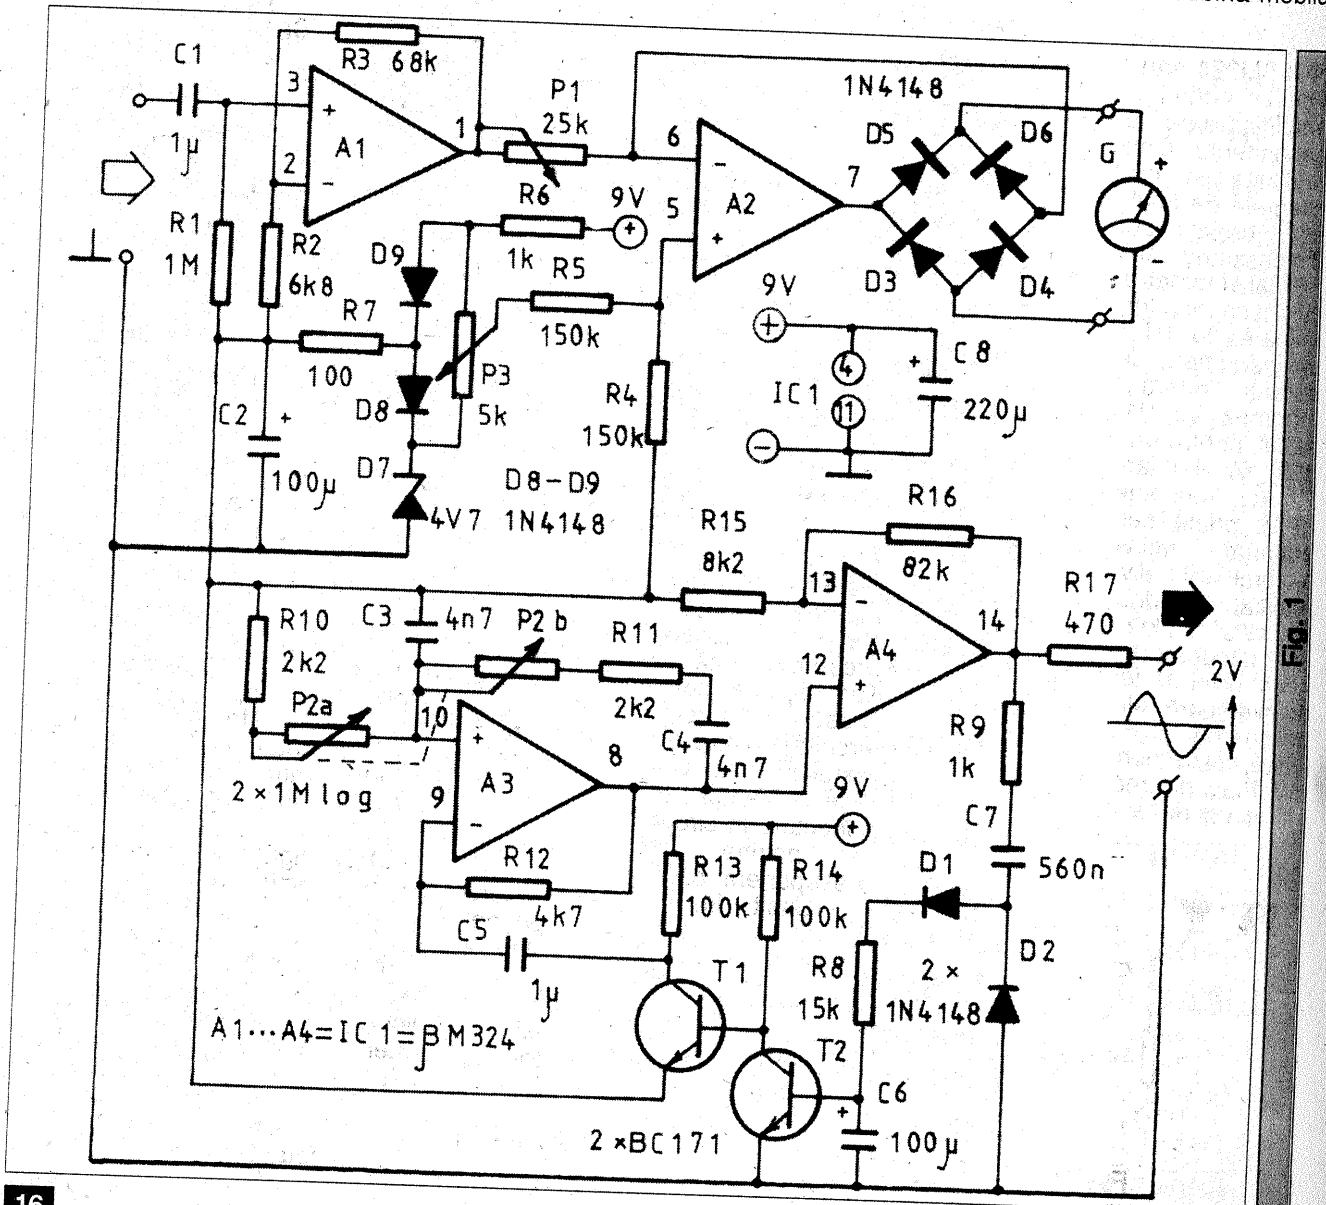 C1
1µ
R3 68k
3
+
A1
1
2
-
P1
25k
6
-
A2
7
5
+
1N4148
D5
D6
D3
D4
G
+
-
R1
1M
R2
6k8
D9
R6
1k
9V
+
R5
150k
R7
100
P3
5k
D8
C2
+
100µ
D7
4V7
D8-D9
1N4148
R4
150k
9V
+
-
IC1
4
11
+
C8
220µ
R15
8k2
R16
82k
13
-
A4
14
12
+
R17
470
2V
R10
2k2
C3
4n7
P2b
R11
2k2
P2a
2×1M log
10
+
A3
8
9
-
C4
4n7
R12
4k7
C5
1µ
9V
+
R13
100k
R14
100k
R9
1k
C7
560n
D1
D2
R8
15k
2×
1N4148
T1
T2
C6
+
100µ
A1...A4=IC1=βM324
2×BC171
Fig. 1
16